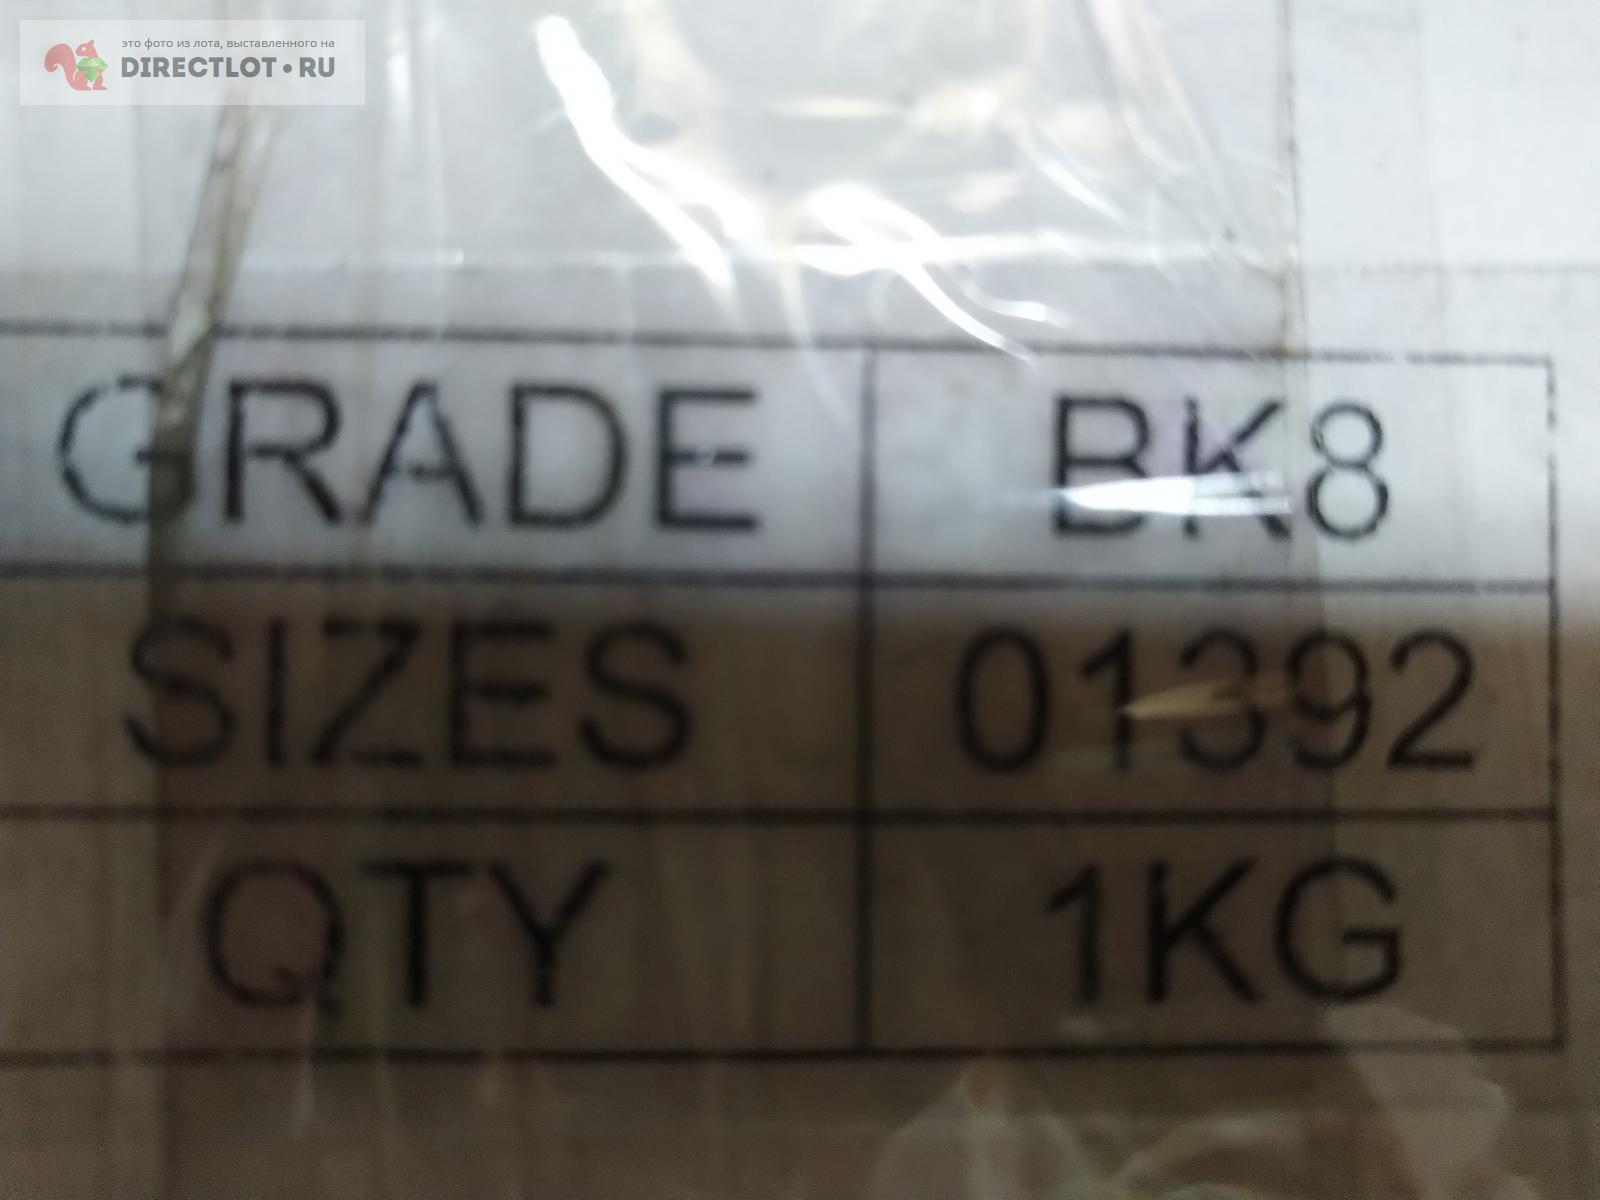 это фото из лота, выставленного на
DIRECTLOT•RU
GRADE BK8
SIZES 01392
QTY 1KG